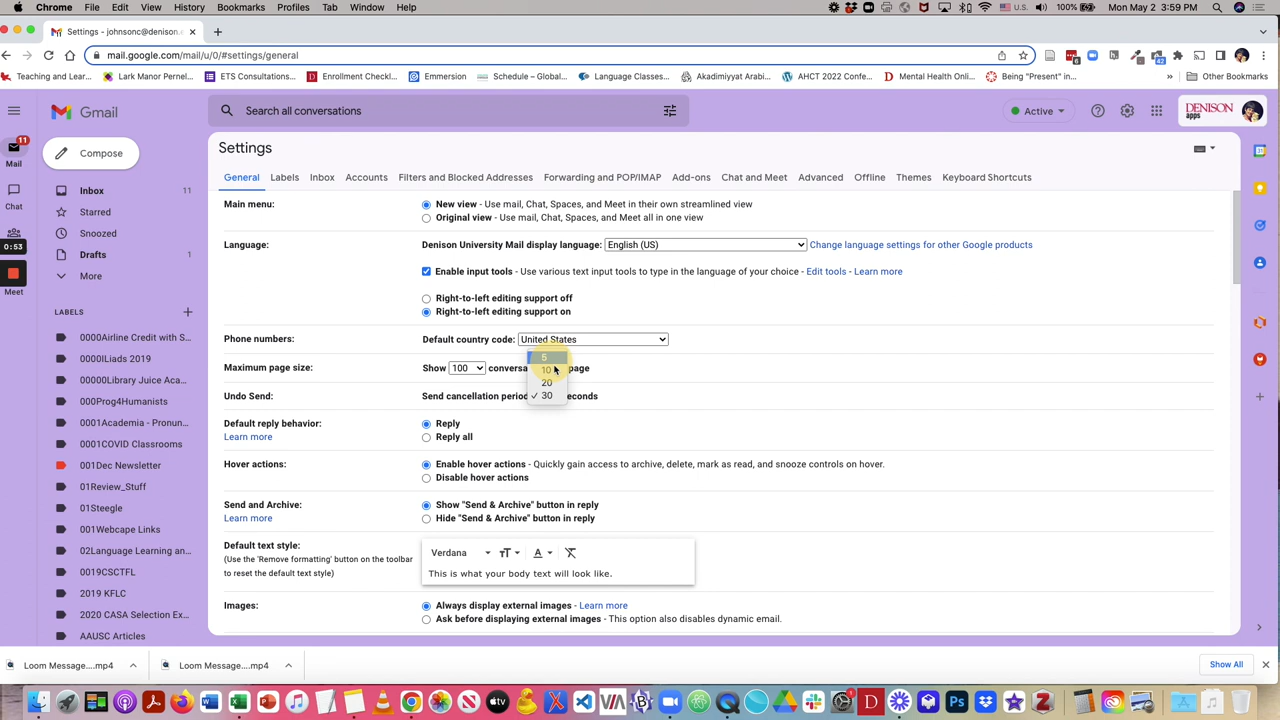 Chrome File Edit View History Bookmarks Profiles Tab Window Help
U.S. 100% Mon May 2 3:59 PM
Settings - johnsonc@denison.e
mail.google.com/mail/u/0/#settings/general
Teaching and Lear... Lark Manor Pernel... ETS Consultations... Enrollment Checkl... Emmersion Schedule – Global... Language Classes... Akadimiyyat Arabi... AHCT 2022 Confe... Mental Health Onli... Being "Present" in... » Other Bookmarks
Gmail
Search all conversations
Active
DENISON
apps
11
Mail
Chat
0:53
Meet
Compose
Inbox 11
Starred
Snoozed
Drafts 1
More
LABELS
0000Airline Credit with S...
0000ILiads 2019
00000Library Juice Aca...
000Prog4Humanists
0001Academia - Pronun...
0001COVID Classrooms
001Dec Newsletter
01Review_Stuff
01Steegle
001Webcape Links
02Language Learning an...
0019CSCTFL
2019 KFLC
2020 CASA Selection Ex...
AAUSC Articles
Settings
General Labels Inbox Accounts Filters and Blocked Addresses Forwarding and POP/IMAP Add-ons Chat and Meet Advanced Offline Themes Keyboard Shortcuts
Main menu:
New view - Use mail, Chat, Spaces, and Meet in their own streamlined view
Original view - Use mail, Chat, Spaces, and Meet all in one view
Language:
Denison University Mail display language: English (US) Change language settings for other Google products
Enable input tools - Use various text input tools to type in the language of your choice - Edit tools - Learn more
Right-to-left editing support off
Right-to-left editing support on
Phone numbers:
Default country code: United States
Maximum page size:
Show 100 conversa page
Undo Send:
Send cancellation period econds
5
10
20
✓ 30
Default reply behavior:
Learn more
Reply
Reply all
Hover actions:
Enable hover actions - Quickly gain access to archive, delete, mark as read, and snooze controls on hover.
Disable hover actions
Send and Archive:
Learn more
Show "Send & Archive" button in reply
Hide "Send & Archive" button in reply
Default text style:
(Use the 'Remove formatting' button on the toolbar
to reset the default text style)
Verdana
This is what your body text will look like.
Images:
Always display external images - Learn more
Ask before displaying external images - This option also disables dynamic email.
Loom Message....mp4
Loom Message....mp4
Show All